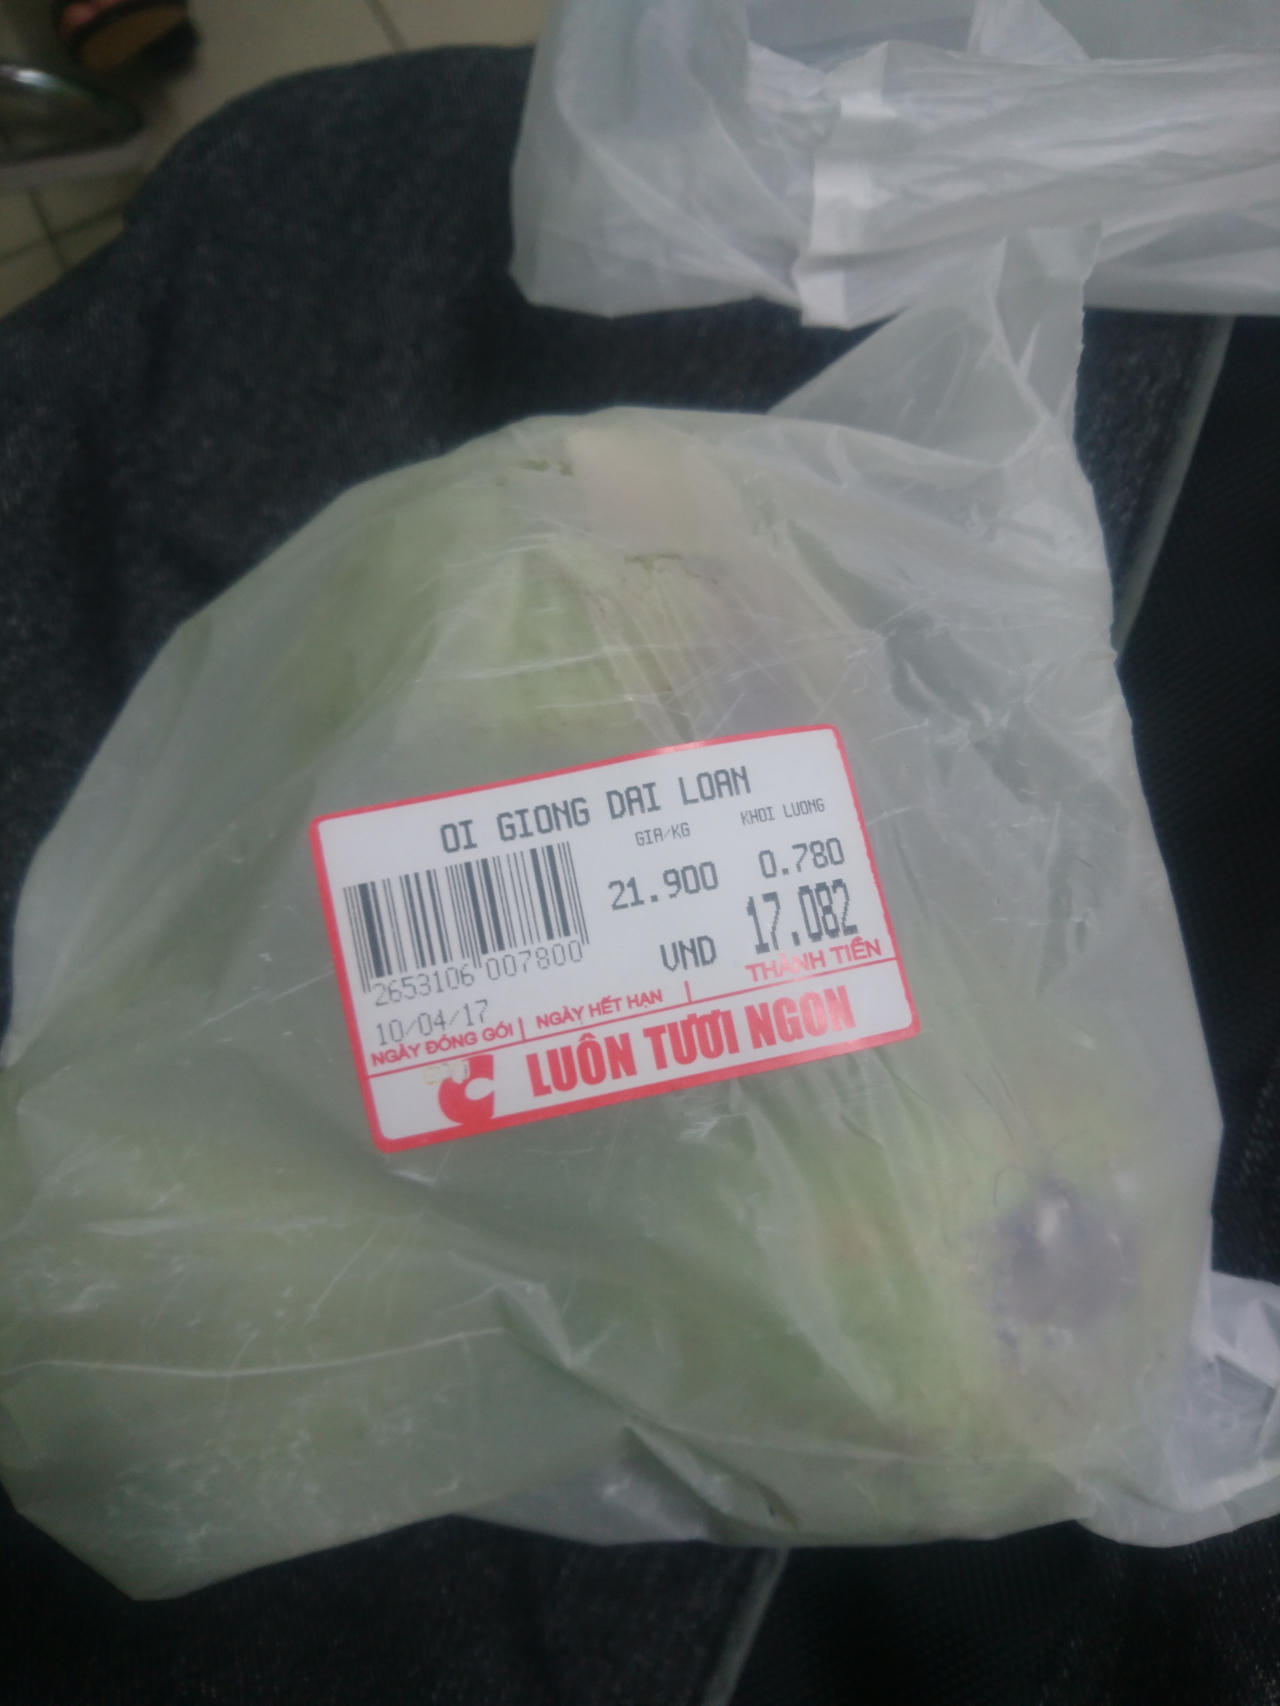 OI GIONG DAI LOAN
GIA/KG KHOI LUONG
21.900 0.780
VND 17.082
THÀNH TIỀN
2653106 007800
10/04/17
NGÀY ĐÓNG GÓI | NGÀY HẾT HẠN |
LUÔN TƯƠI NGON